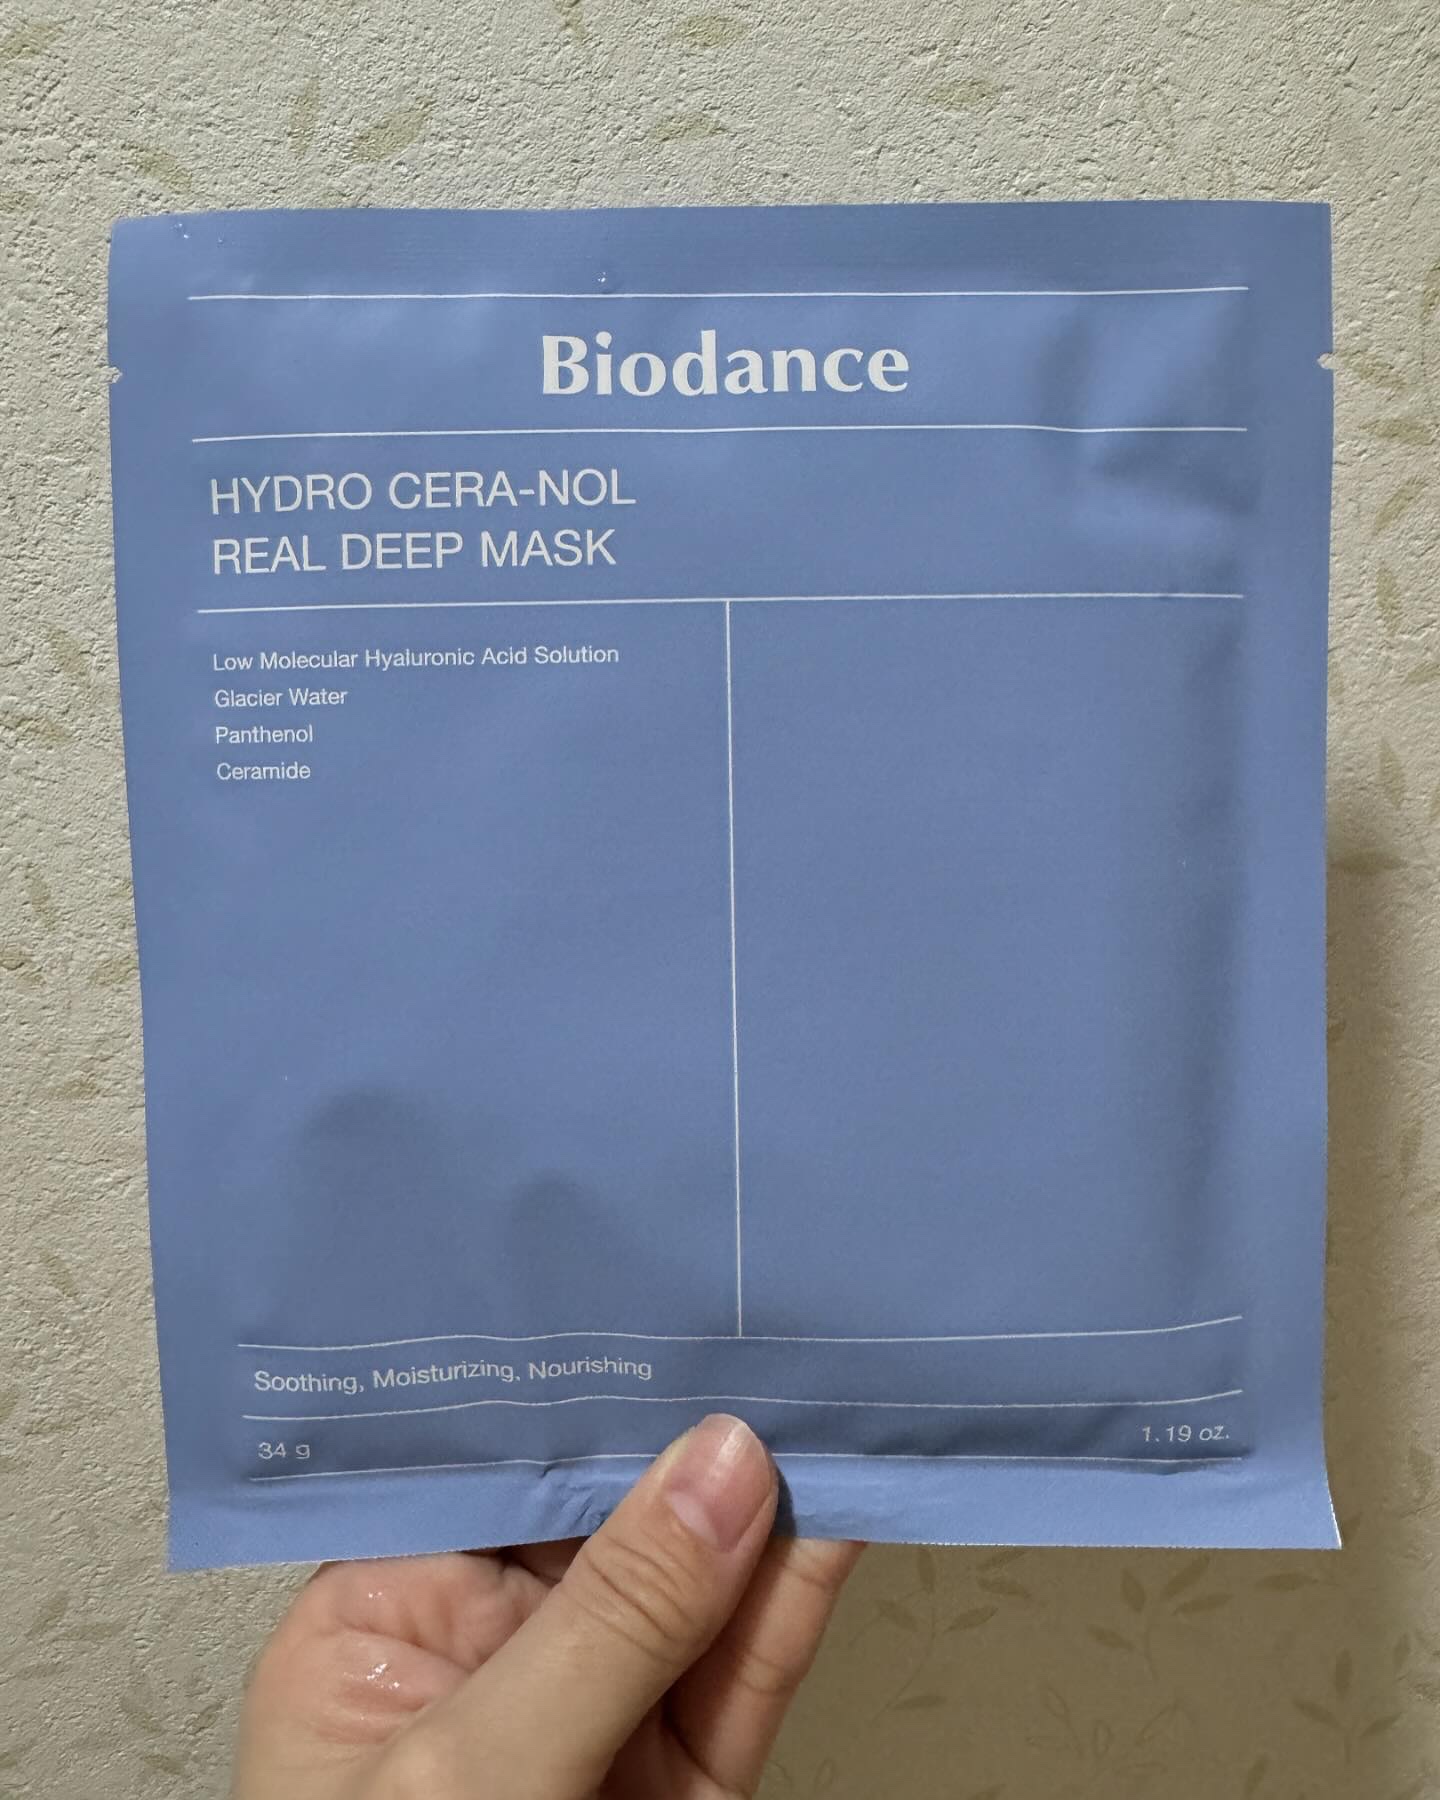 Biodance
HYDRO CERA-NOL
REAL DEEP MASK
Low Molecular Hyaluronic Acid Solution
Glacier Water
Panthenol
Ceramide
Soothing, Moisturizing, Nourishing
34 g
1.19 oz.